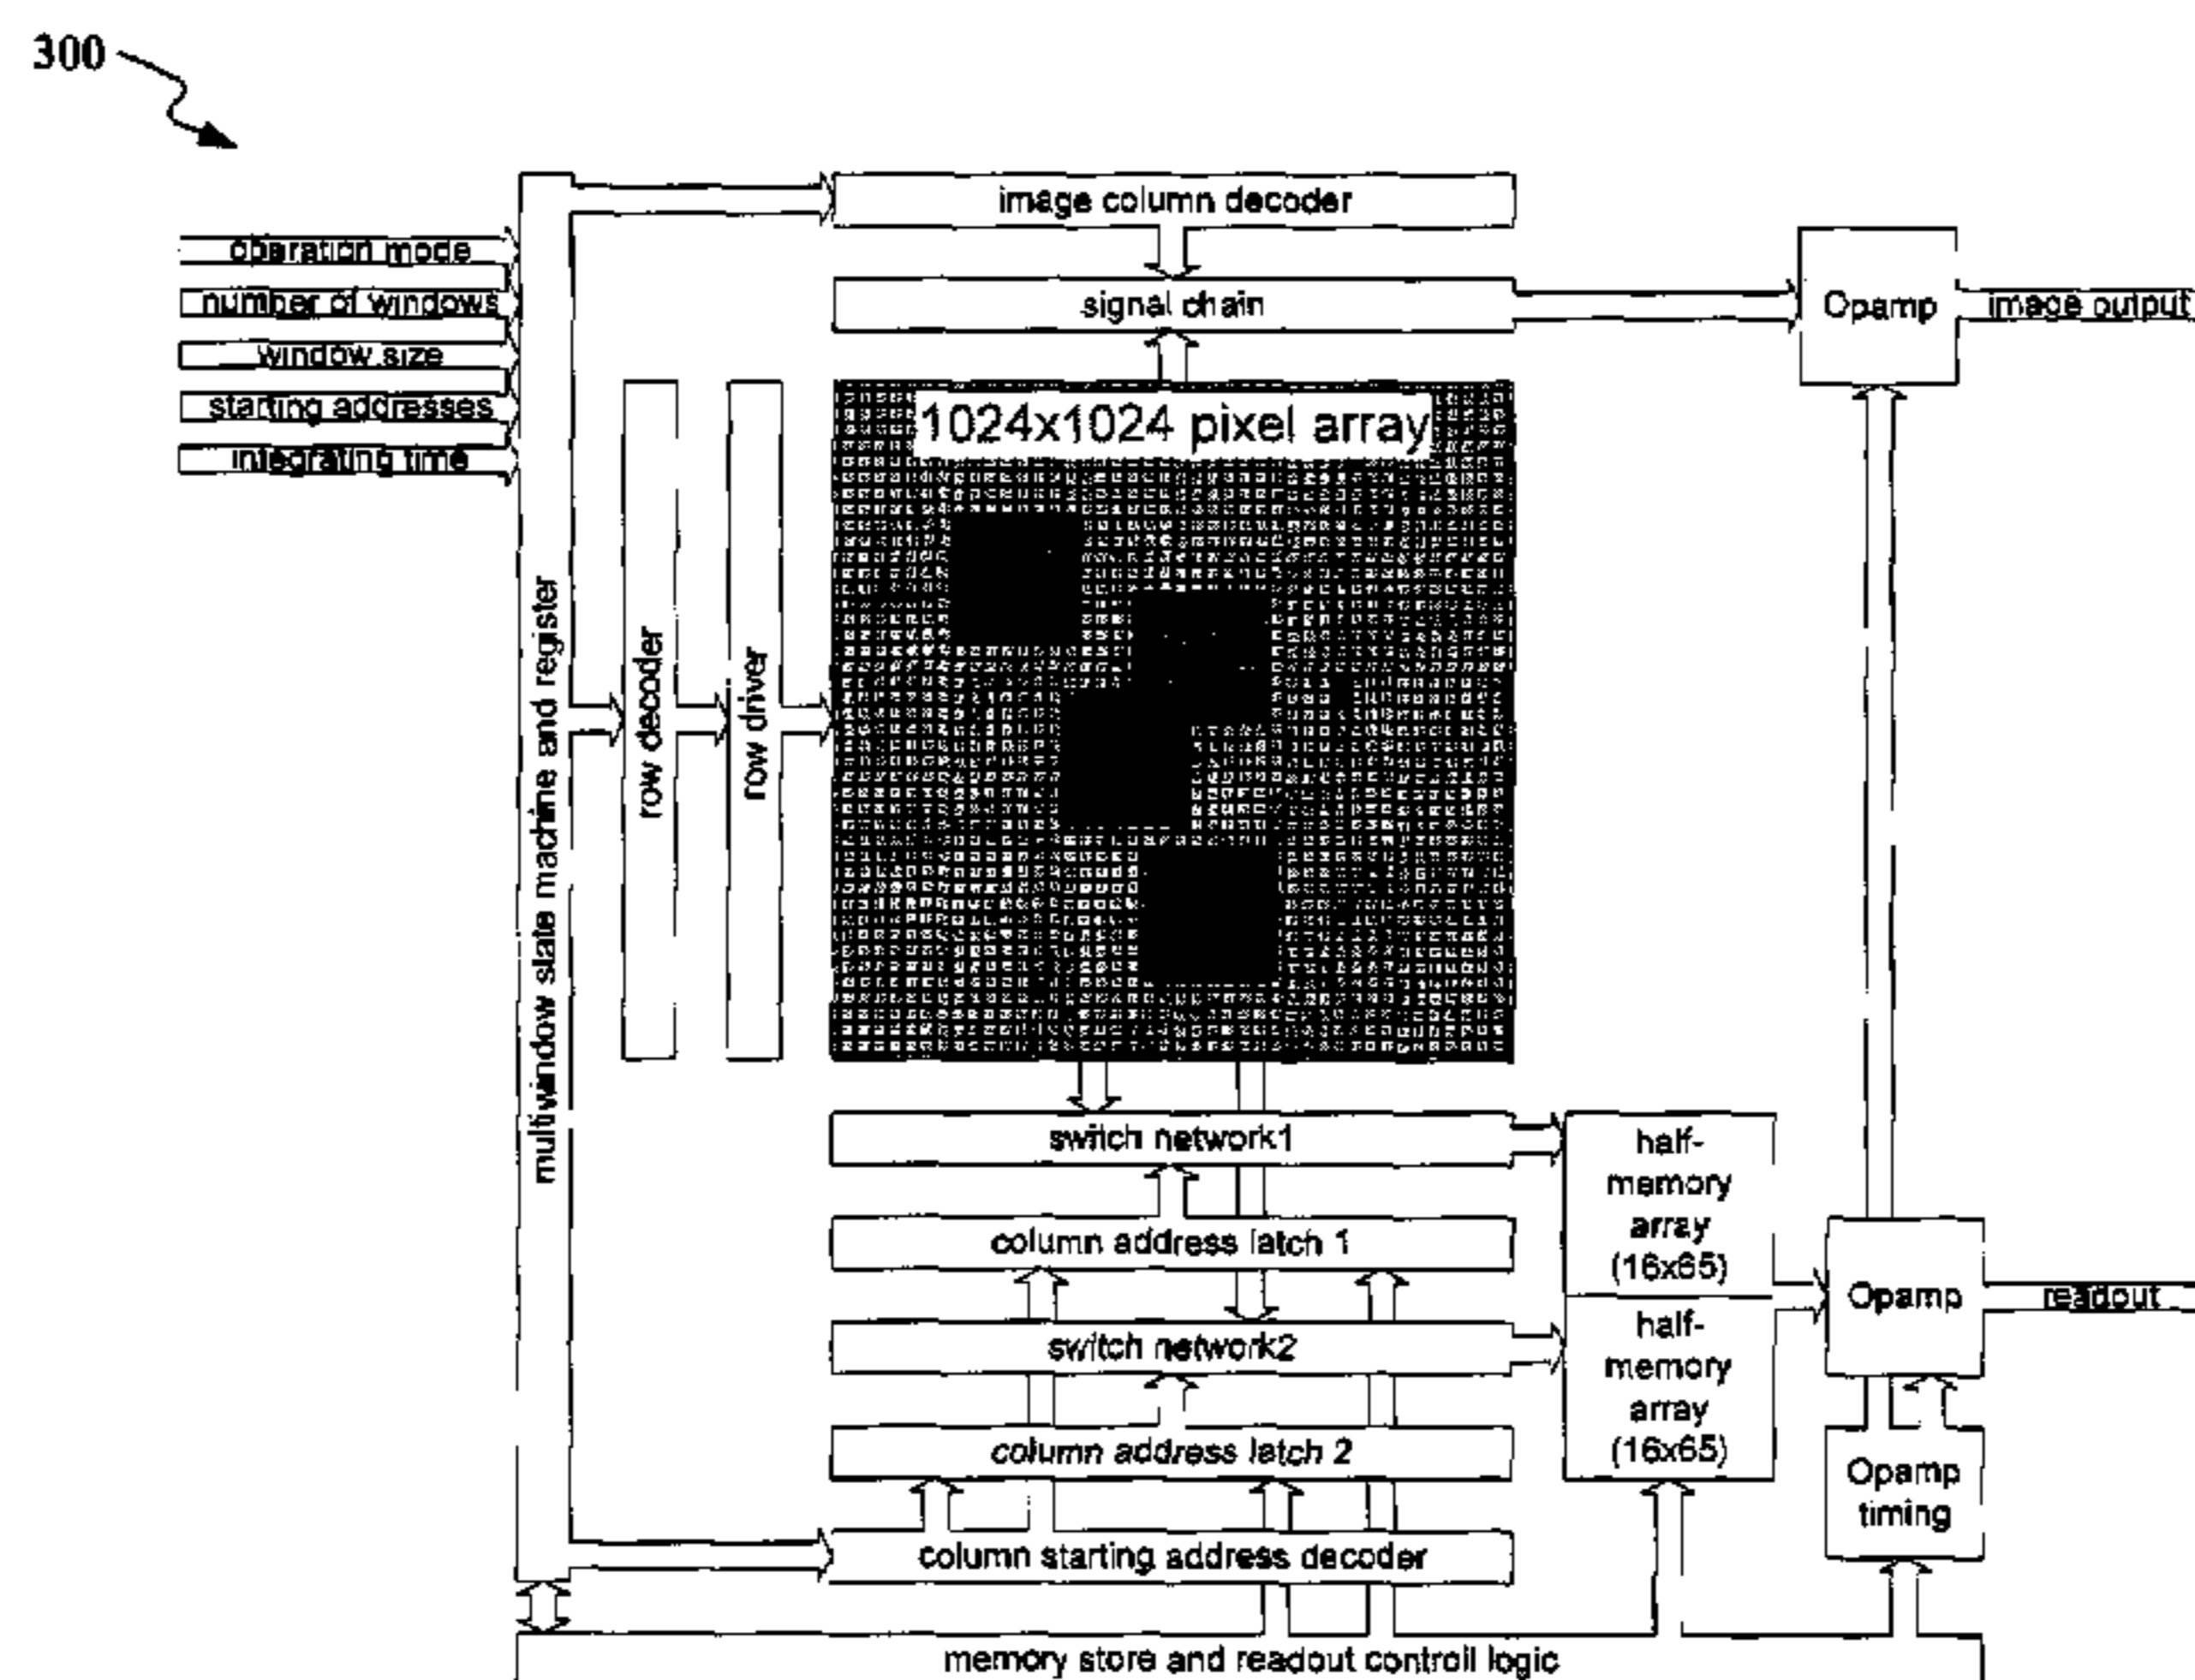 300
image column decoder
operation mode
number of windows
signal chain
Opamp
image output
window size
starting addresses
integrating time
1024x1024 pixel array
multiwindow state machine and register
row decoder
row driver
switch network1
half-
memory
array
(16x65)
column address latch 1
Opamp
readout
switch network2
half-
memory
array
(16x65)
column address latch 2
Opamp
timing
column starting address decoder
memory store and readout controll logic